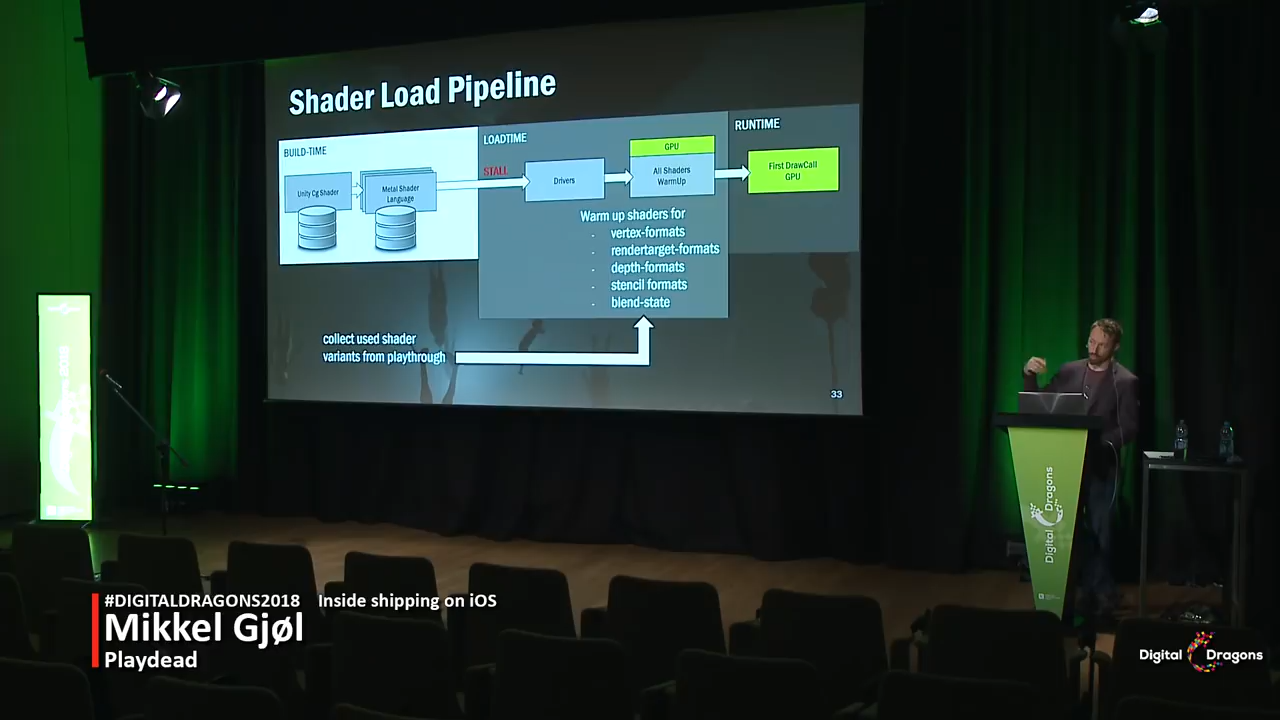 Shader Load Pipeline
BUILD-TIME
Unity Cg Shader
Metal Shader
Language
LOADTIME
STALL
Drivers
GPU
All Shaders
WarmUp
RUNTIME
First DrawCall
GPU
Warm up shaders for
- vertex-formats
- rendertarget-formats
- depth-formats
- stencil formats
- blend-state
collect used shader
variants from playthrough
33
Digital Dragons
#DIGITALDRAGONS2018 Inside shipping on iOS
Mikkel Gjøl
Playdead
Digital Dragons